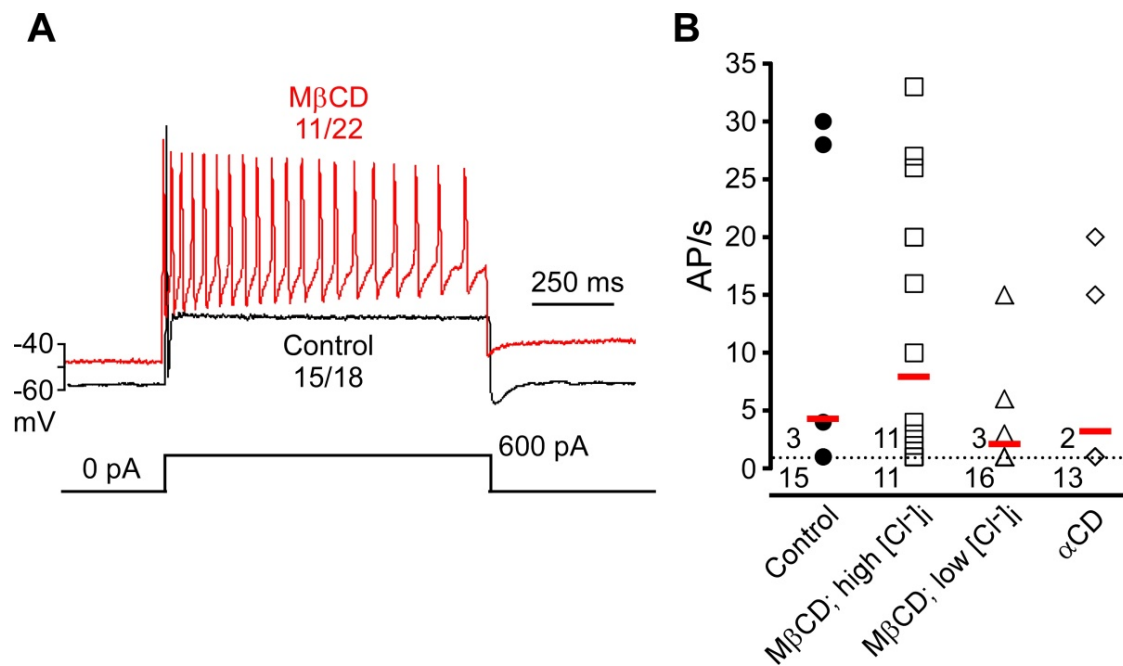 A
MβCD
11/22
250 ms
-40
-60
mV
Control
15/18
0 pA
600 pA
B
AP/s
35
30
25
20
15
10
5
0
3
11
3
2
15
11
16
13
Control
MβCD; high [Cl⁻]i
MβCD; low [Cl⁻]i
αCD